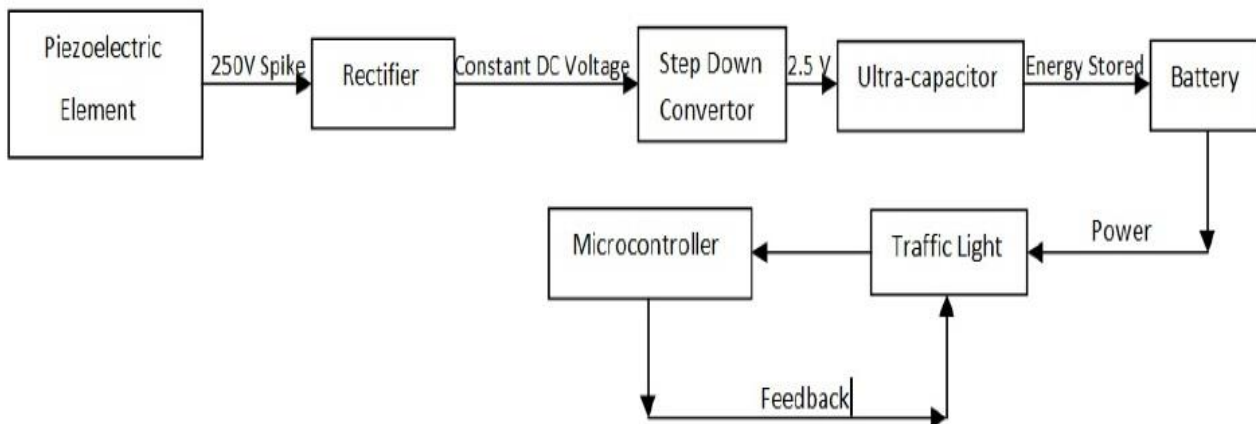 Piezoelectric
Element
250V Spike
Rectifier
Constant DC Voltage
Step Down
Convertor
2.5 V
Ultra-capacitor
Energy Stored
Battery
Microcontroller
Traffic Light
Power
Feedback